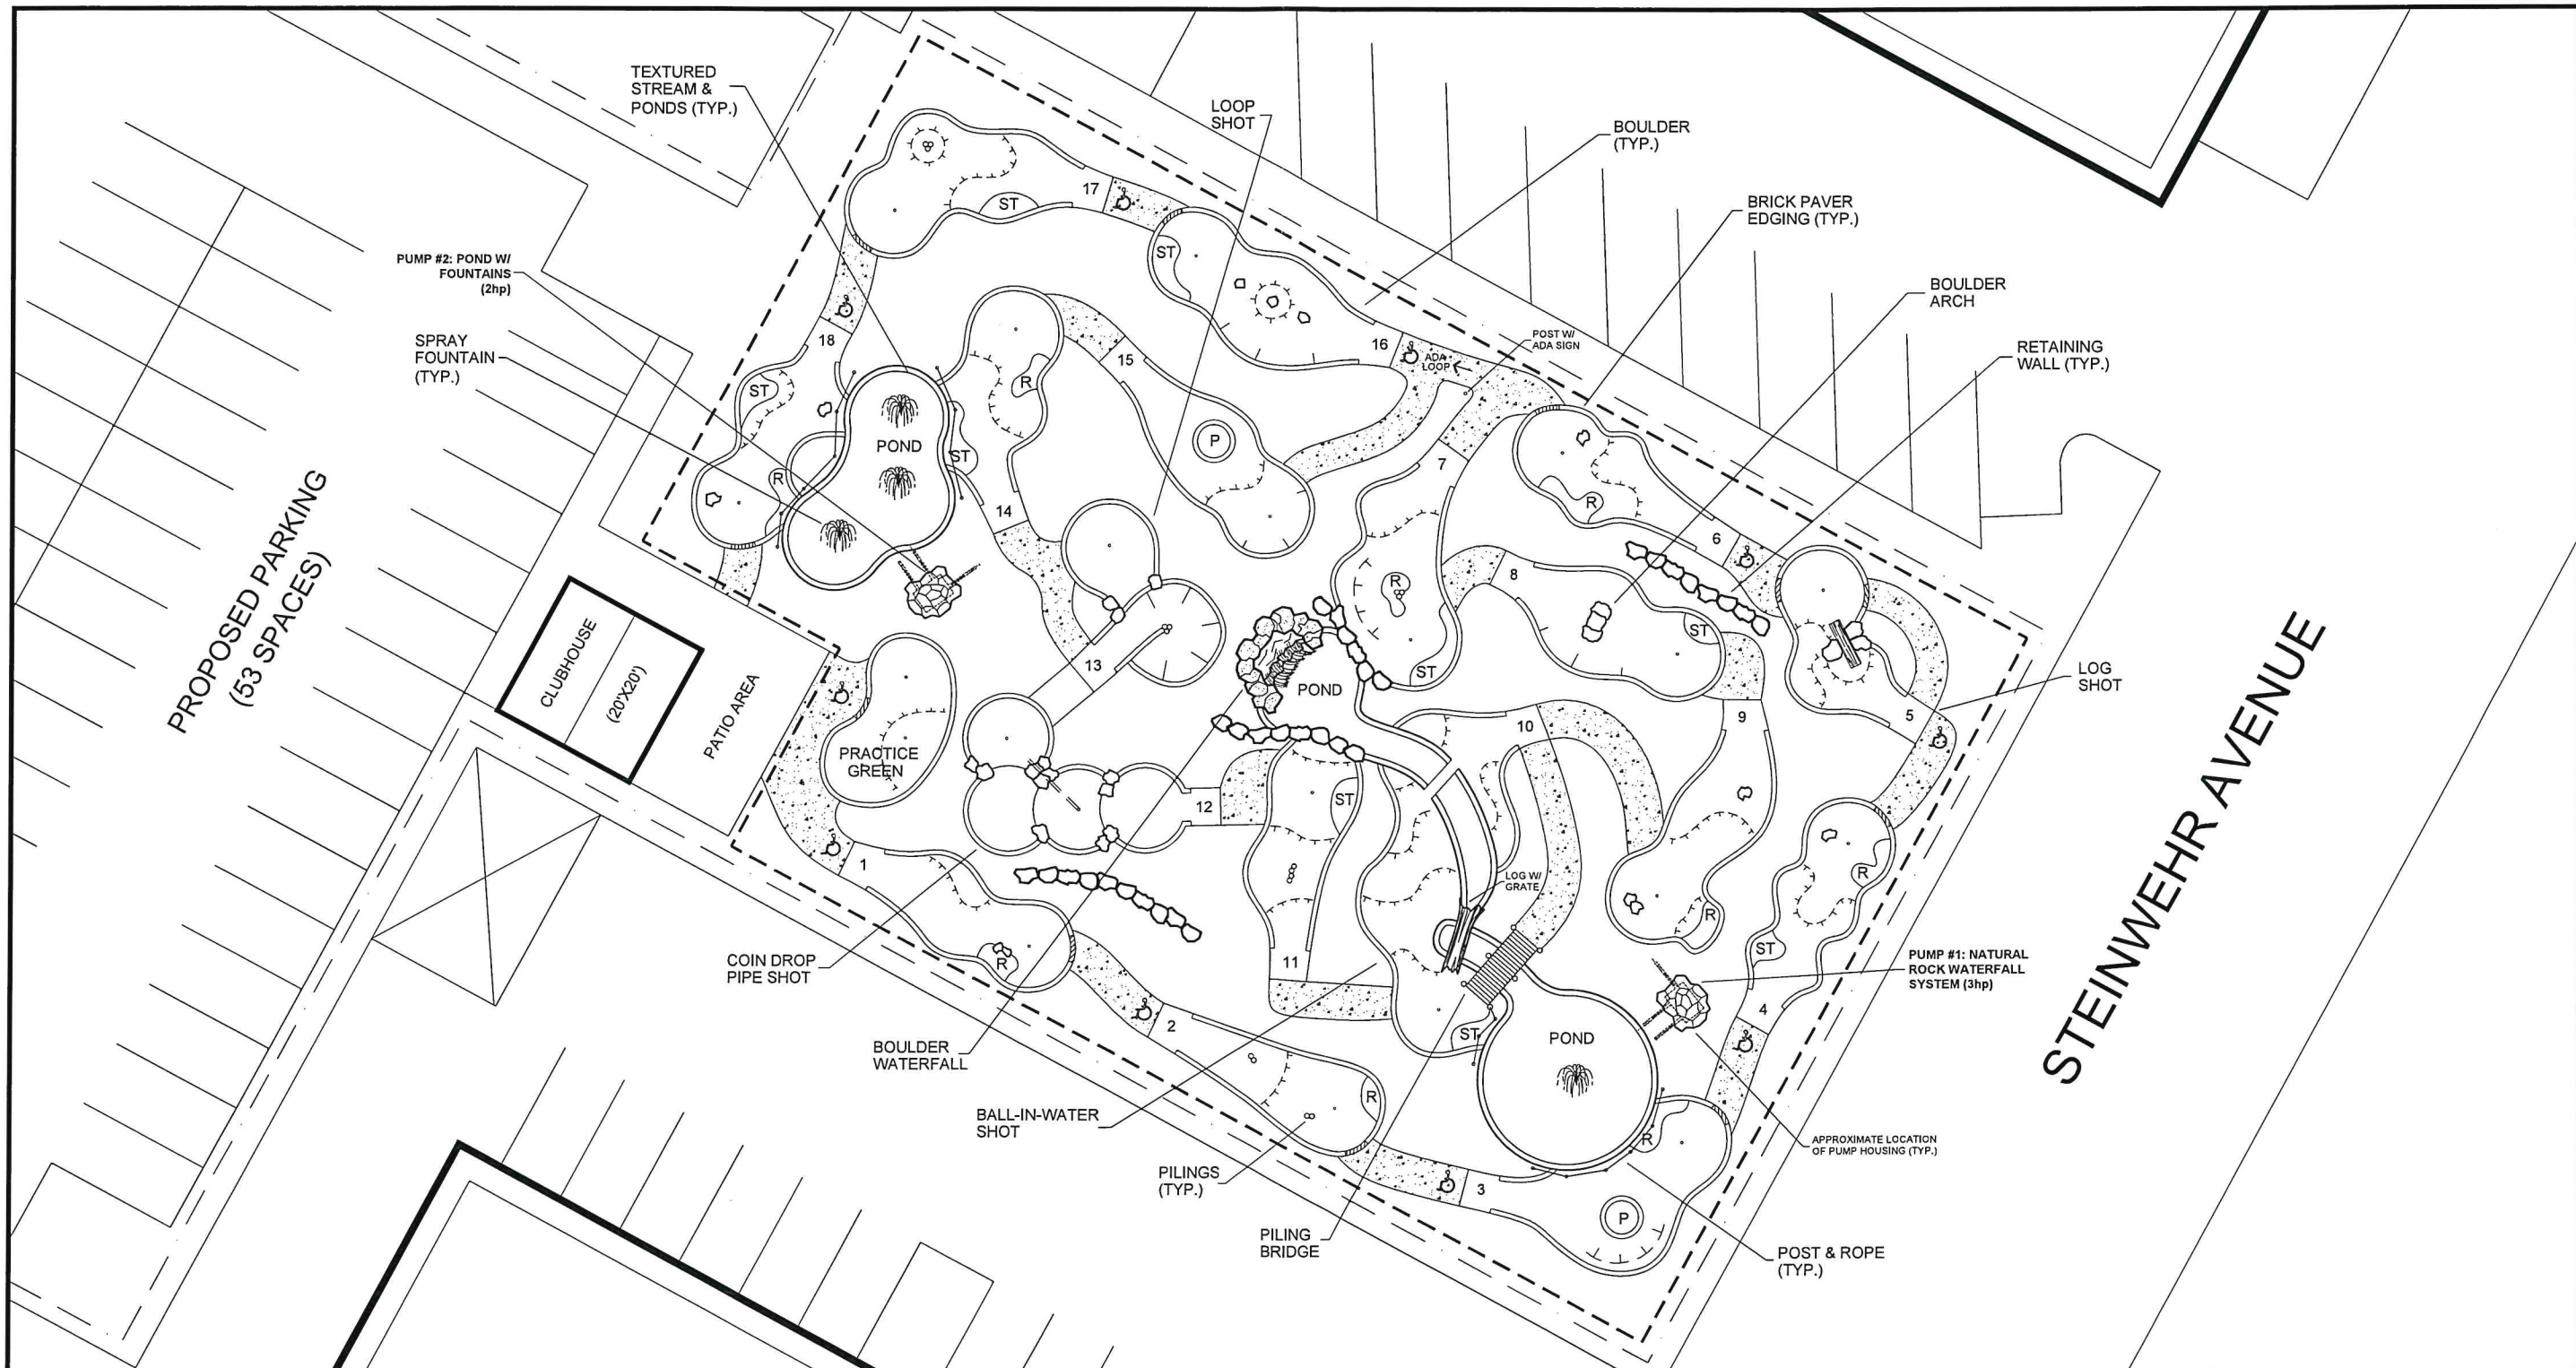 TEXTURED
STREAM &
PONDS (TYP.)
LOOP
SHOT
BOULDER
(TYP.)
BRICK PAVER
EDGING (TYP.)
BOULDER
ARCH
RETAINING
WALL (TYP.)
PUMP #2: POND W/
FOUNTAINS
(2hp)
SPRAY
FOUNTAIN
(TYP.)
17
ST
ST
18
ST
R
15
16
ADA
LOOP
POST W/
ADA SIGN
POND
ST
R
P
7
R
6
14
8
R
ST
ST
13
POND
LOG
SHOT
5
PROPOSED PARKING
(53 SPACES)
CLUBHOUSE
(20'X20')
PATIO AREA
PRACTICE
GREEN
10
9
12
ST
1
R
LOG W/
GRATE
R
R
ST
STEINWEHR AVENUE
COIN DROP
PIPE SHOT
11
PUMP #1: NATURAL
ROCK WATERFALL
SYSTEM (3hp)
4
2
ST
POND
BOULDER
WATERFALL
BALL-IN-WATER
SHOT
R
R
APPROXIMATE LOCATION
OF PUMP HOUSING (TYP.)
PILINGS
(TYP.)
3
P
PILING
BRIDGE
POST & ROPE
(TYP.)